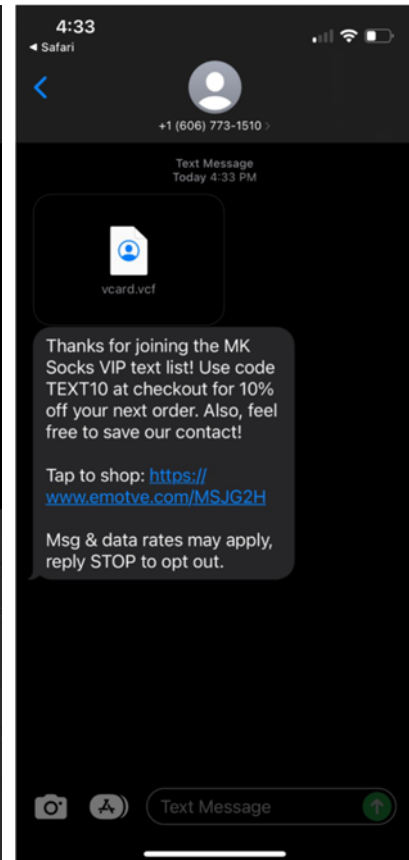 4:33
◀ Safari
+1 (606) 773-1510 >
Text Message
Today 4:33 PM
vcard.vcf
Thanks for joining the MK
Socks VIP text list! Use code
TEXT10 at checkout for 10%
off your next order. Also, feel
free to save our contact!
Tap to shop: https://
www.emotve.com/MSJG2H
Msg & data rates may apply,
reply STOP to opt out.
Text Message